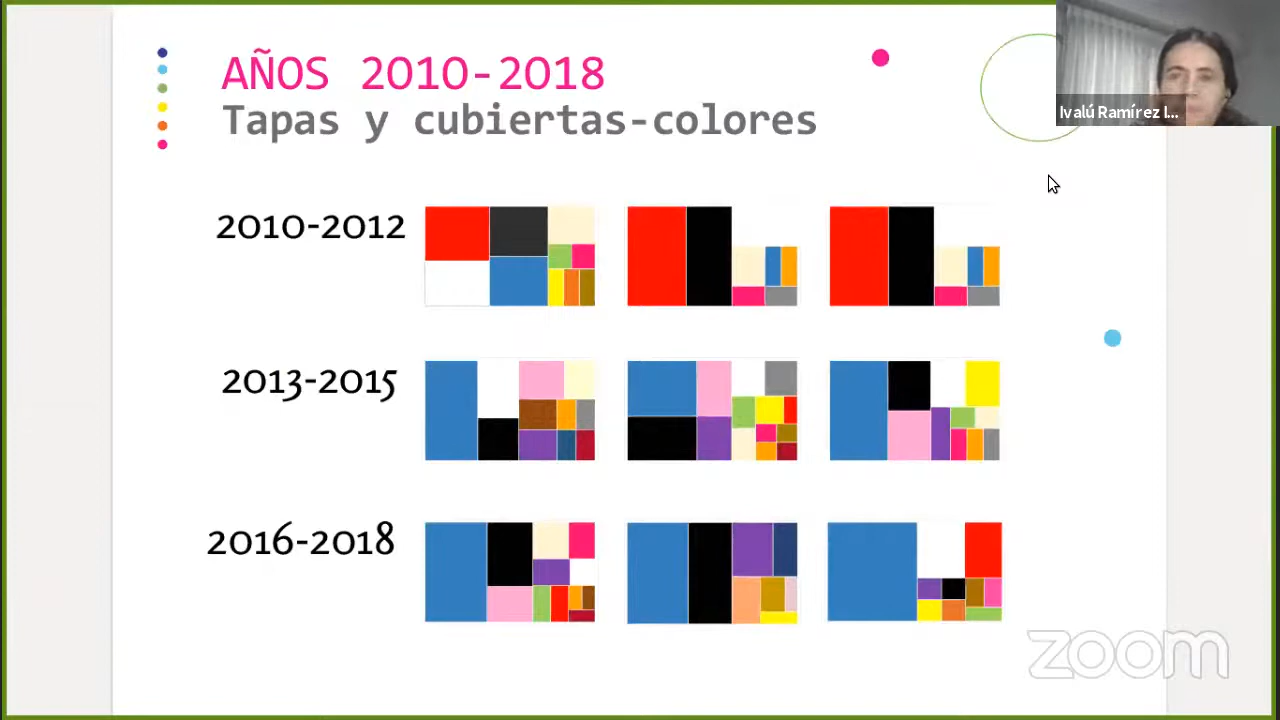 AÑOS 2010-2018
Tapas y cubiertas-colores
Ivalú Ramírez I...
2010-2012
2013-2015
2016-2018
zoom